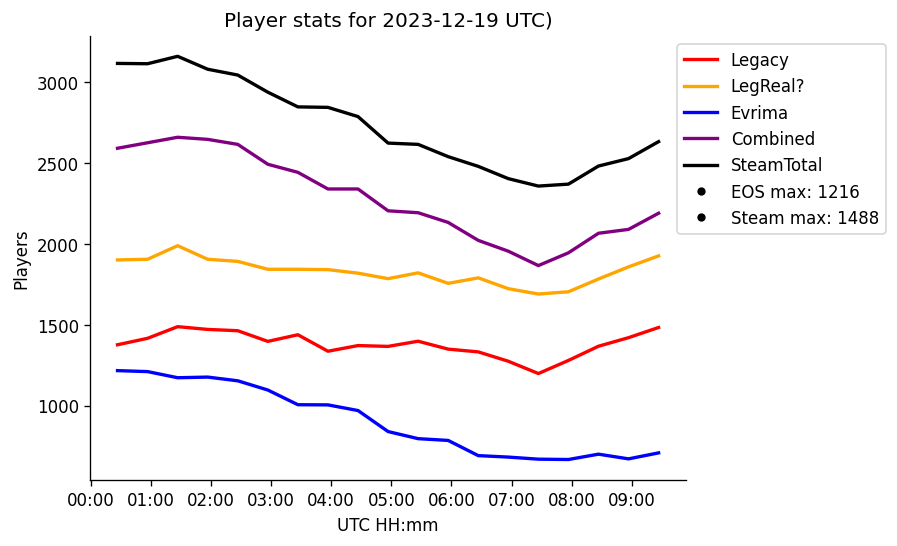 Player stats for 2023-12-19 UTC)
Legacy
LegReal?
Evrima
Combined
SteamTotal
EOS max: 1216
Steam max: 1488
Players
3000
2500
2000
1500
1000
00:00 01:00 02:00 03:00 04:00 05:00 06:00 07:00 08:00 09:00
UTC HH:mm